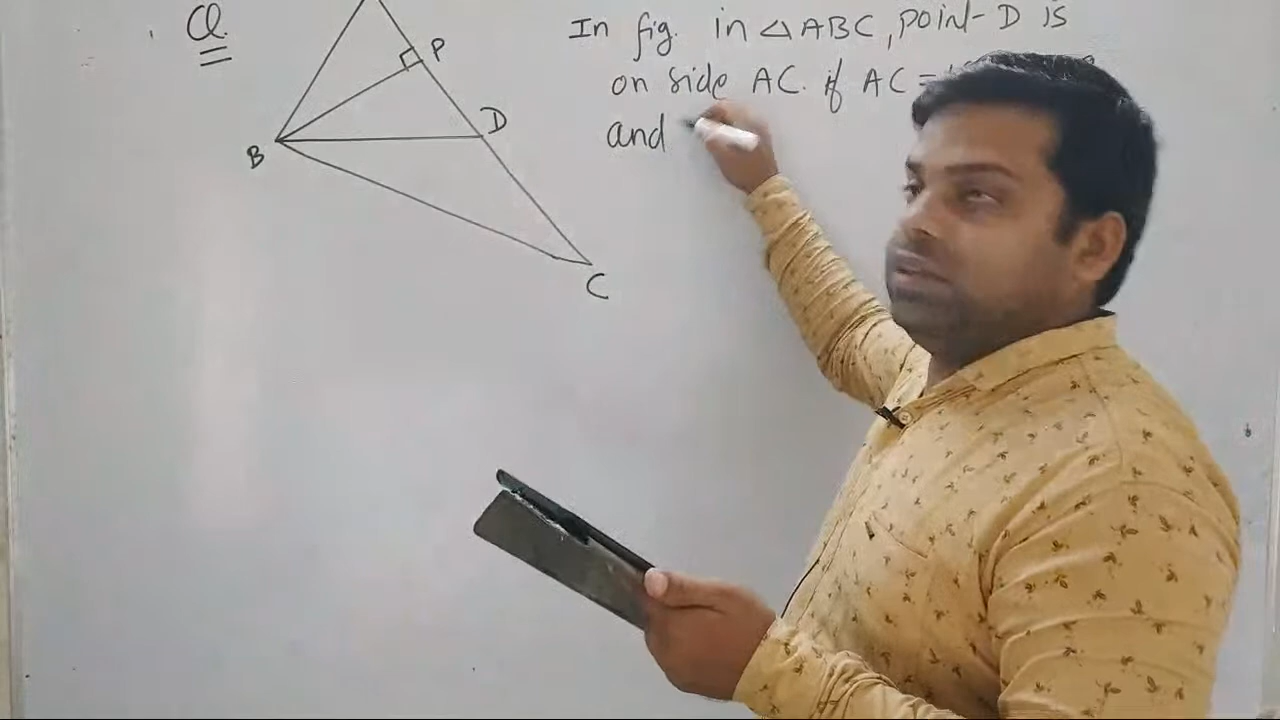 Q.
In fig. in △ABC, point-D is
on side AC. if AC =
and
P
D
B
C